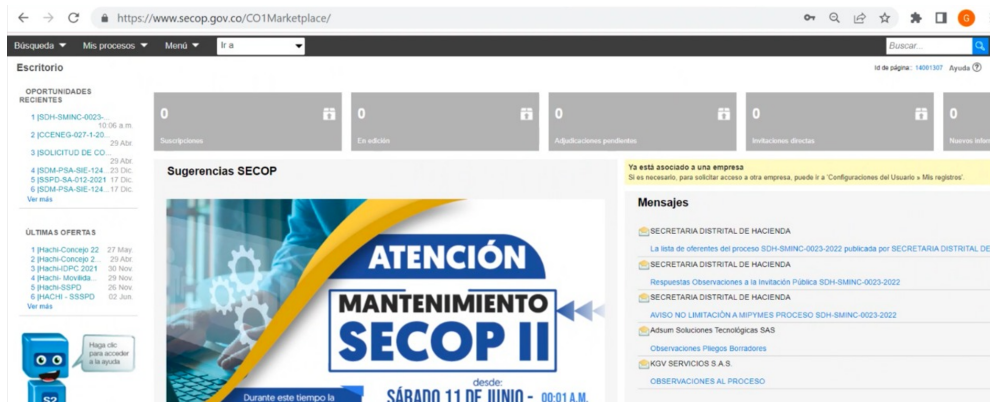 https://www.secop.gov.co/CO1Marketplace/
G
Búsqueda Mis procesos Menú Ir a Buscar...
Escritorio
Id de página:: 14001307 Ayuda
OPORTUNIDADES
RECIENTES
1 |SDH-SMINC-0023-...
10:06 a.m.
2 |CCENEG-027-1-20...
29 Abr.
3 |SOLICITUD DE CO...
29 Abr.
4 |SDM-PSA-SIE-124... 23 Dic.
5 |SSPD-SA-012-2021 17 Dic.
6 |SDM-PSA-SIE-124... 17 Dic.
Ver más
ÚLTIMAS OFERTAS
1 |Hachi-Concejo 22 27 May.
2 |Hachi-Concejo 2... 29 Abr.
3 |Hachi-IDPC 2021 30 Nov.
4 |Hachi- Movilida... 29 Nov.
5 |Hachi-SSPD 26 Nov.
6 |HACHI - SSSPD 02 Jun.
Ver más
Haga clic
para acceder
a la ayuda
S2
0 0 0 0 0
Suscripciones En edición Adjudicaciones pendientes Invitaciones directas Nuevos Infor
Sugerencias SECOP
ATENCIÓN
MANTENIMIENTO
SECOP II
desde:
Durante este tiempo la
SÁBADO 11 DE JUNIO - 00:01 A.M.
Ya está asociado a una empresa
Si es necesario, para solicitar acceso a otra empresa, puede ir a 'Configuraciones del Usuario » Mis registros'.
Mensajes
SECRETARIA DISTRITAL DE HACIENDA
La lista de oferentes del proceso SDH-SMINC-0023-2022 publicada por SECRETARIA DISTRITAL DE
SECRETARIA DISTRITAL DE HACIENDA
Respuestas Observaciones a la Invitación Pública SDH-SMINC-0023-2022
SECRETARIA DISTRITAL DE HACIENDA
AVISO NO LIMITACIÓN A MIPYMES PROCESO SDH-SMINC-0023-2022
Adsum Soluciones Tecnológicas SAS
Observaciones Pliegos Borradores
KGV SERVICIOS S.A.S.
OBSERVACIONES AL PROCESO